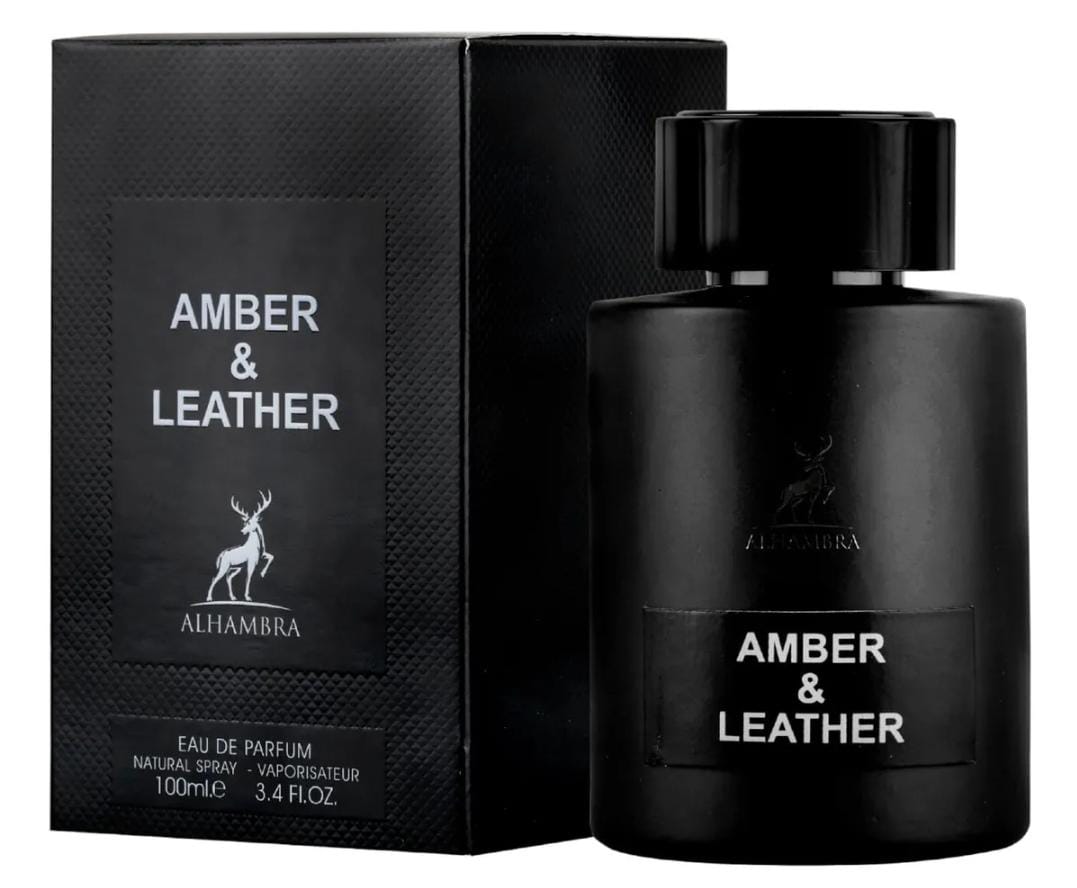 AMBER
&
LEATHER
ALHAMBRA
EAU DE PARFUM
NATURAL SPRAY - VAPORISATEUR
100ml.e 3.4 Fl.OZ.
ALHAMBRA
AMBER
&
LEATHER